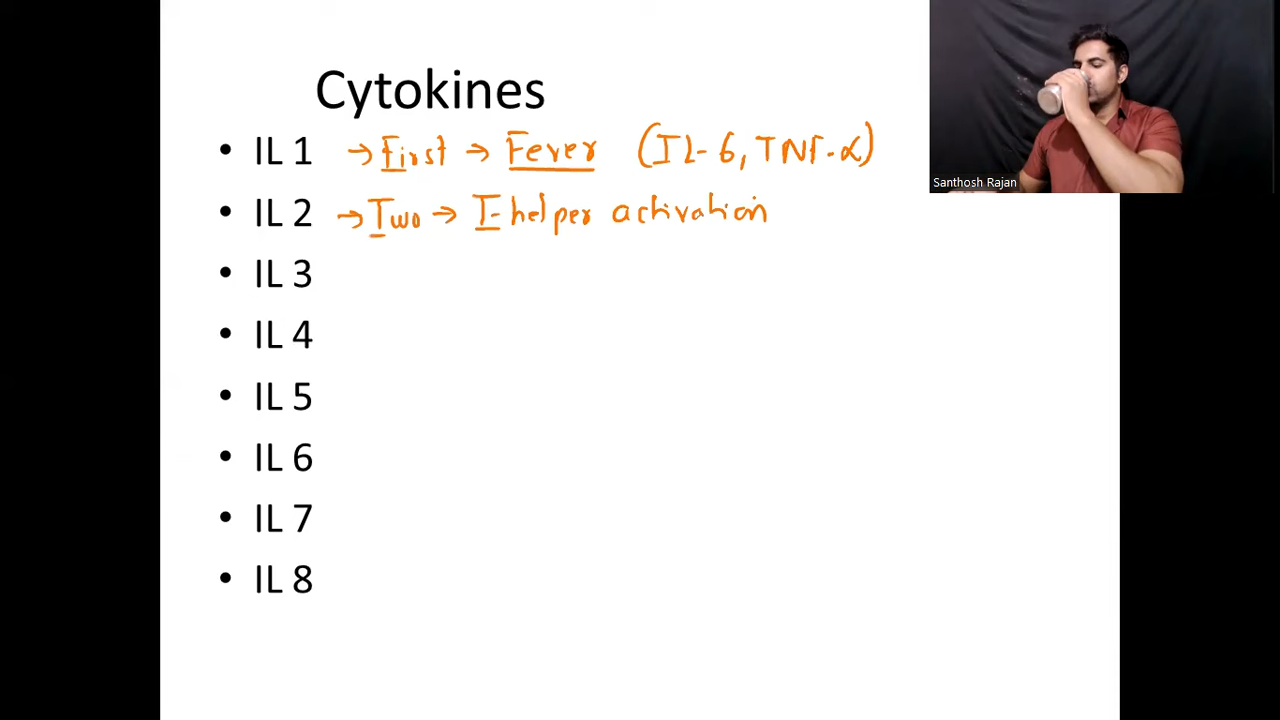 Cytokines
• IL 1 → First → Fever (IL-6, TNF-α)
• IL 2 → Two → T-helper activation
• IL 3
• IL 4
• IL 5
• IL 6
• IL 7
• IL 8
Santhosh Rajan